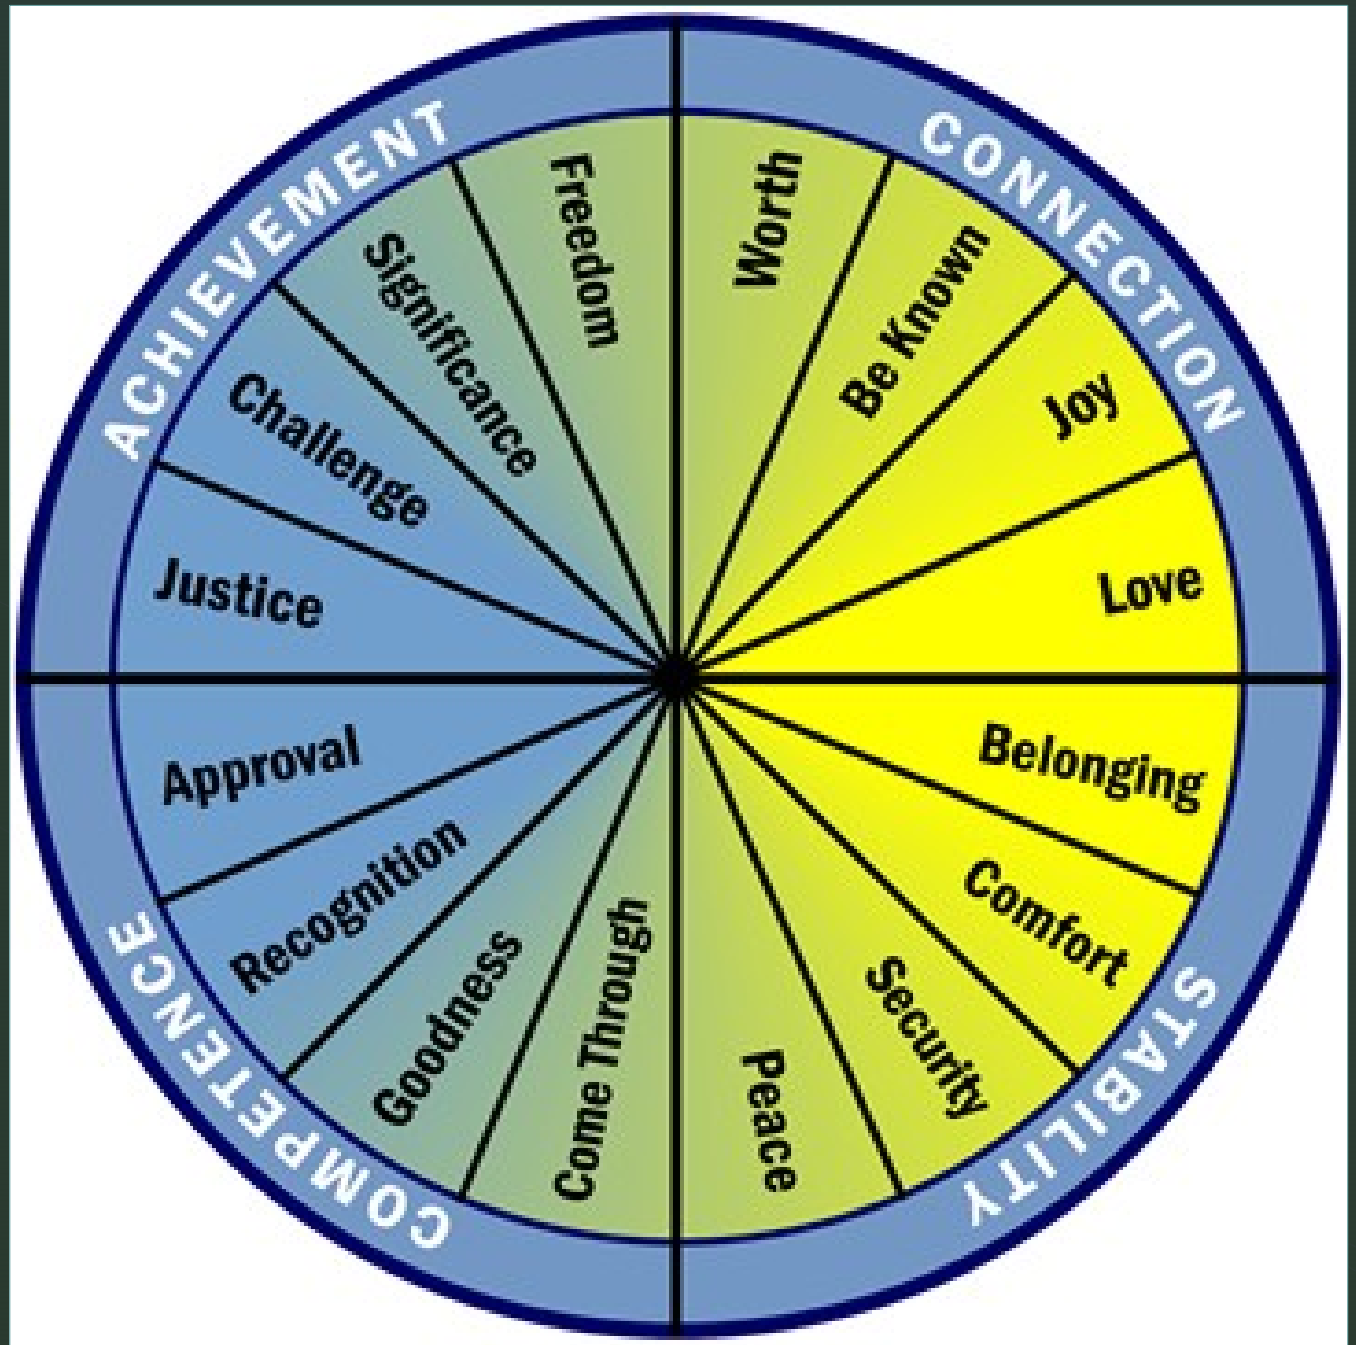 ACHIEVEMENT
CONNECTION
STABILITY
COMPETENCE
Freedom
Worth
Be Known
Joy
Love
Belonging
Comfort
Security
Peace
Come Through
Goodness
Recognition
Approval
Justice
Challenge
Significance